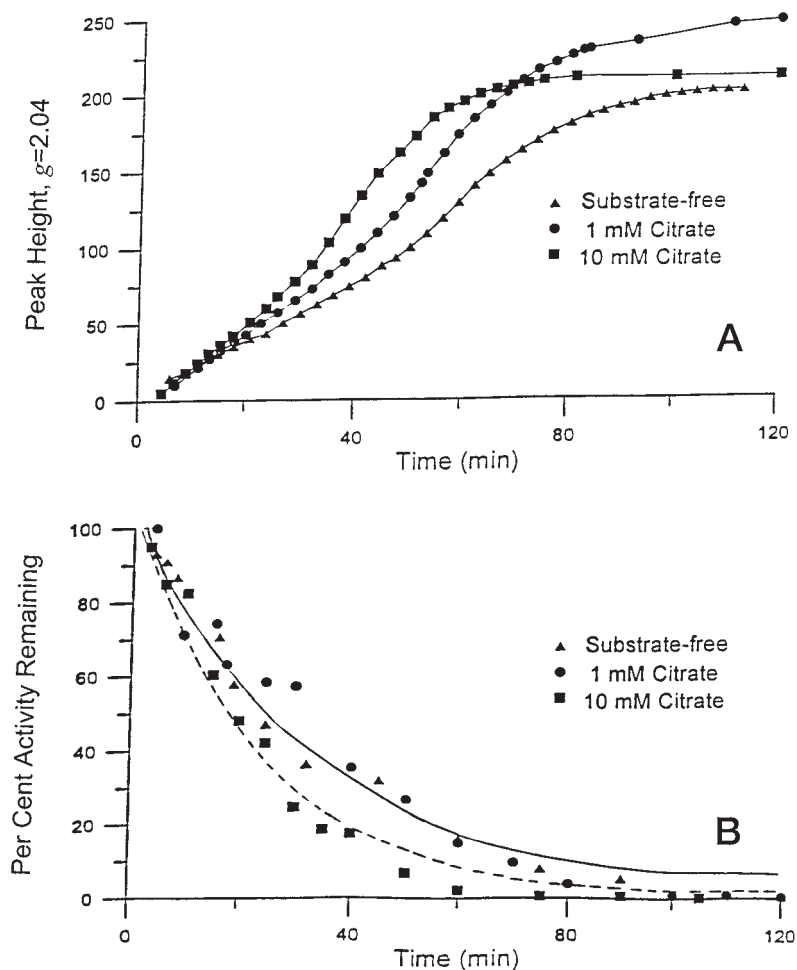 250
200
150
100
50
0
Peak Height, g=2.04
Substrate-free
1 mM Citrate
10 mM Citrate
A
0
40
80
120
Time (min)
100
80
60
40
20
0
Per Cent Activity Remaining
Substrate-free
1 mM Citrate
10 mM Citrate
B
0
40
80
120
Time (min)